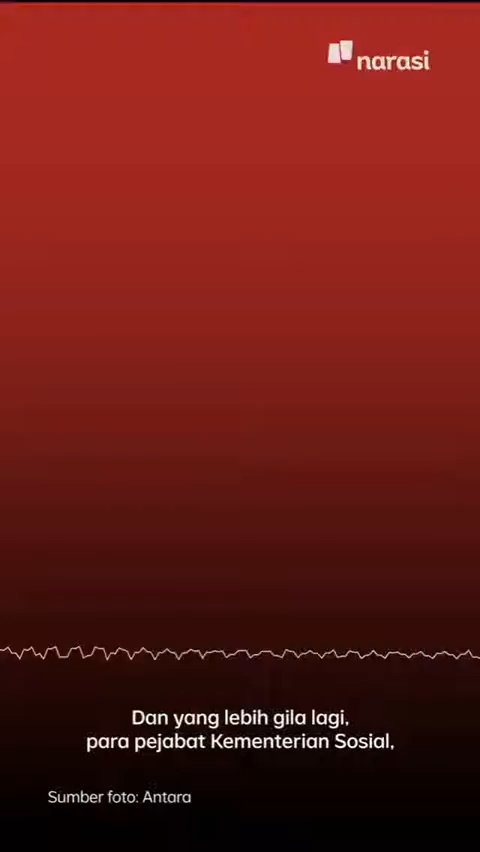 narasi
Dan yang lebih gila lagi,
para pejabat Kementerian Sosial,
Sumber foto: Antara